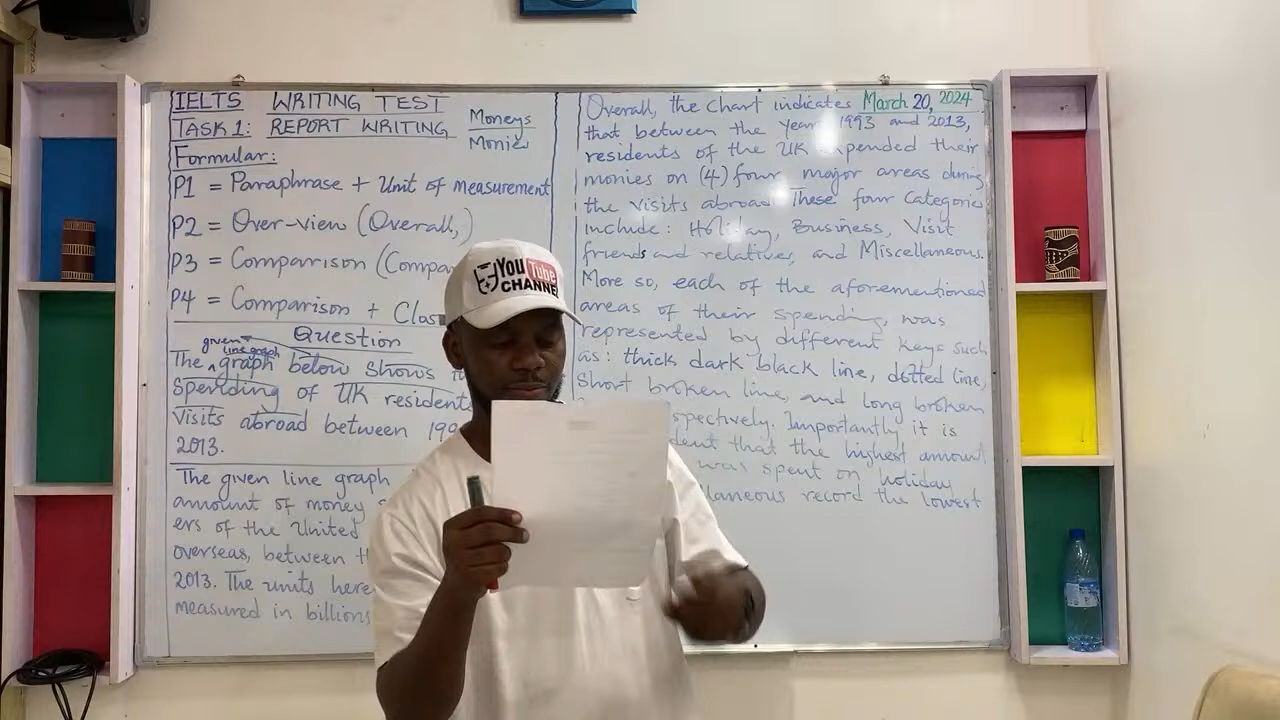 IELTS WRITING TEST
TASK 1: REPORT WRITING
Moneys
Monies
Formular:
P1 = Paraphrase + Unit of measurement
P2 = Over-view (Overall,)
P3 = Comparison (Compa
P4 = Comparison + Clas
Question
given line graph
The graph below shows
spending of UK residents
visits abroad between 199
2013.
The given line graph
amount of money
ers of the United
overseas, between th
2013. The units here
measured in billions
Overall, the chart indicates March 20, 2024
that between the year 1993 and 2013,
residents of the UK expended their
monies on (4) four major areas during
the visits abroad. These four Categories
include: Holiday, Business, Visit
friends and relatives, and Miscellaneous.
More so, each of the aforementioned
areas of their spending, was
represented by different keys such
as: thick dark black line, dotted line,
short broken line, and long broken
spectively. Importantly it is
dent that the highest amount
was spent on holiday
llaneous record the lowest
YouTube
CHANNEL